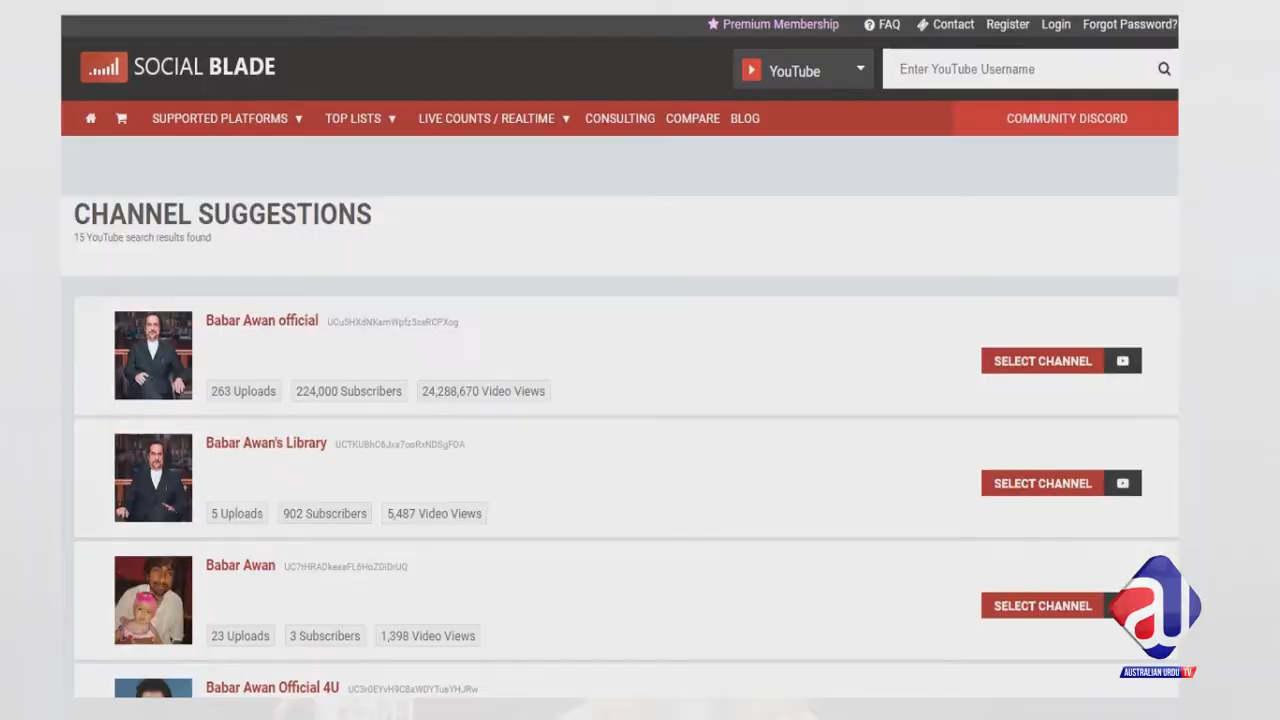 Premium Membership FAQ Contact Register Login Forgot Password?
SOCIAL BLADE
YouTube
Enter YouTube Username
SUPPORTED PLATFORMS TOP LISTS LIVE COUNTS / REALTIME CONSULTING COMPARE BLOG COMMUNITY DISCORD
CHANNEL SUGGESTIONS
15 YouTube search results found
Babar Awan official
263 Uploads 224,000 Subscribers 24,288,670 Video Views
SELECT CHANNEL
Babar Awan's Library
5 Uploads 902 Subscribers 5,487 Video Views
SELECT CHANNEL
Babar Awan
23 Uploads 3 Subscribers 1,398 Video Views
SELECT CHANNEL
Babar Awan Official 4U
AUSTRALIAN URDU TV